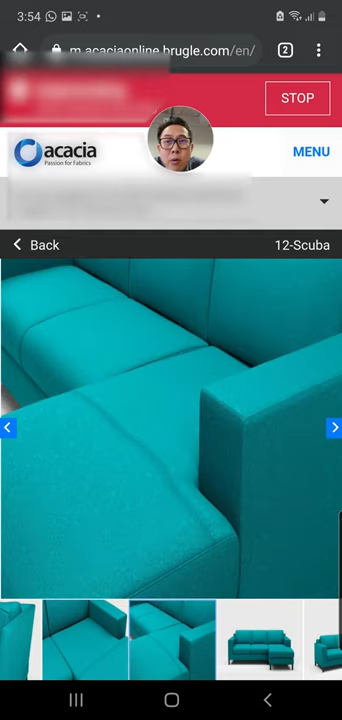 3:54
m.acaciaonline.brugle.com/en/
2
STOP
acacia
Passion for Fabrics
MENU
Back
12-Scuba